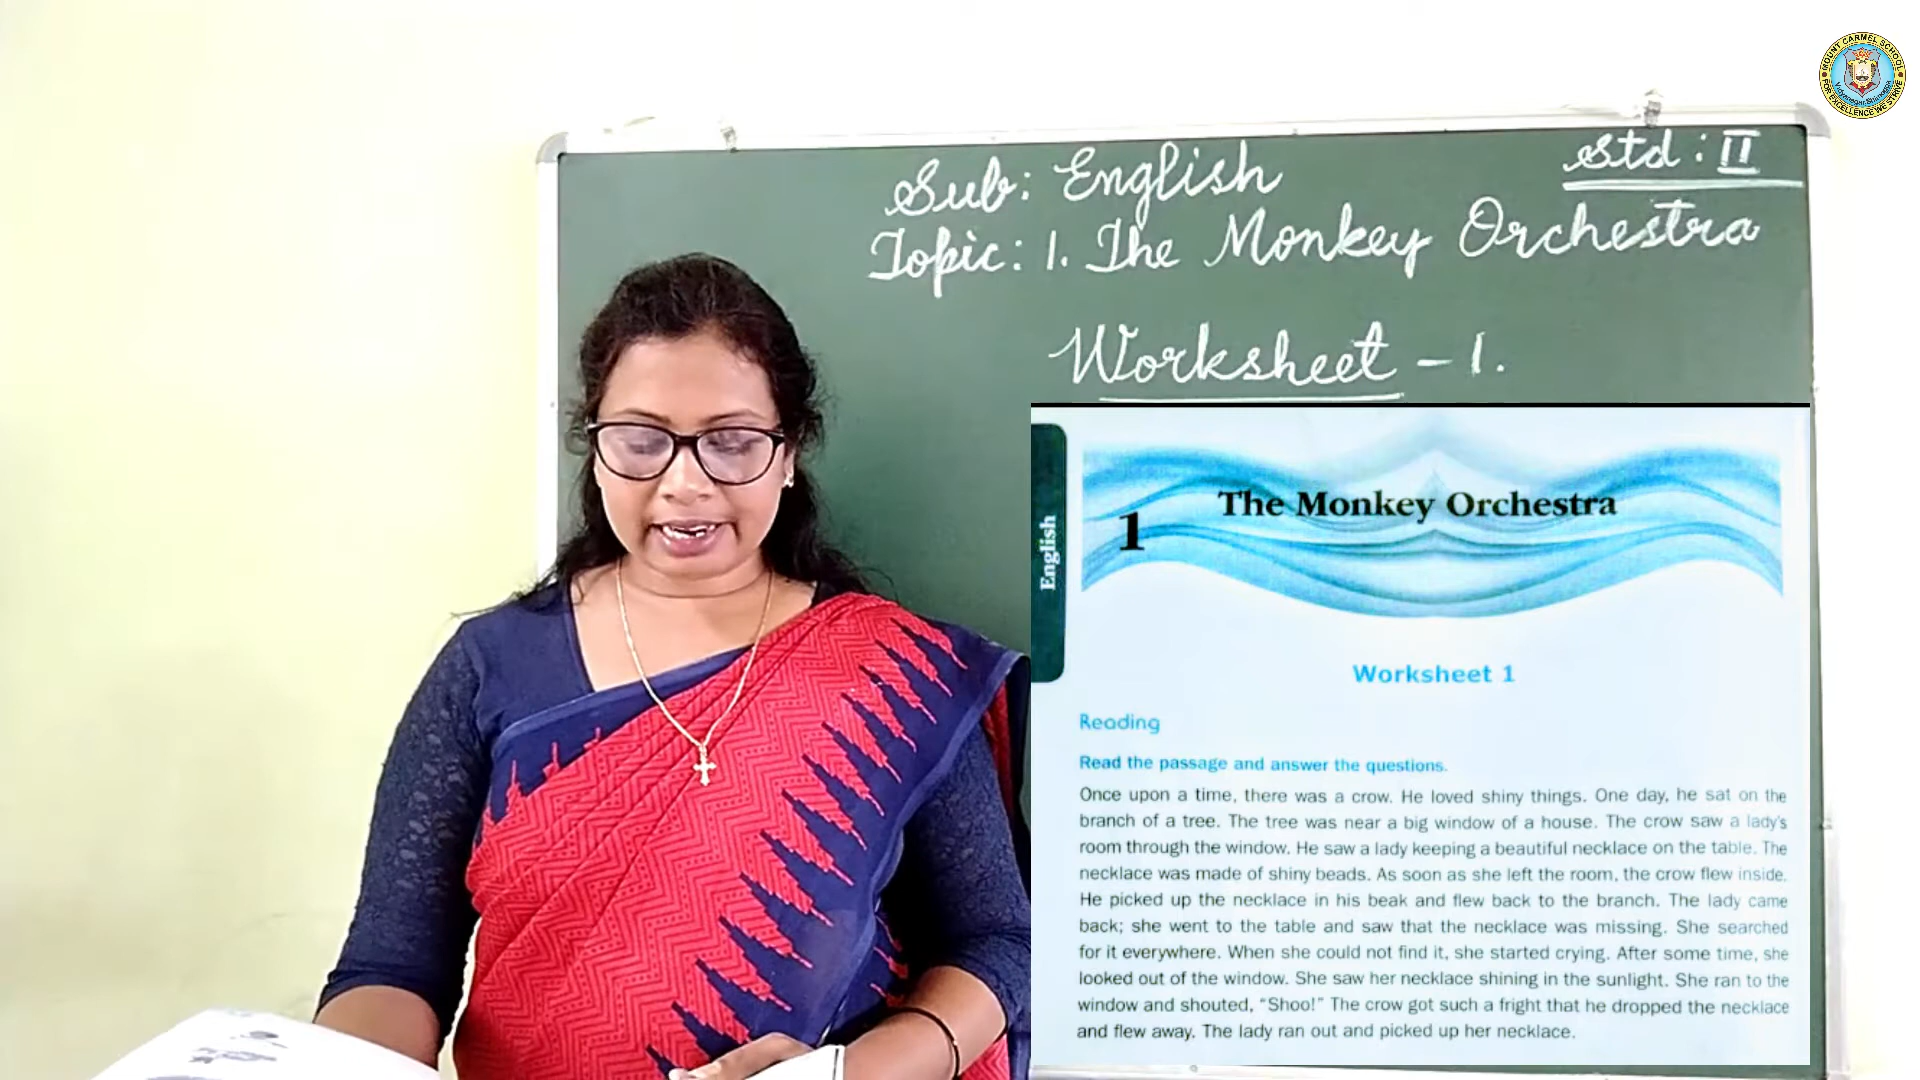 MOUNT CARMEL SCHOOL
FOR EXCELLENCE WE STRIVE
Sub: English
Std: II
Topic: 1. The Monkey Orchestra
Worksheet - 1.
English
1
The Monkey Orchestra
Worksheet 1
Reading
Read the passage and answer the questions.
Once upon a time, there was a crow. He loved shiny things. One day, he sat on the
branch of a tree. The tree was near a big window of a house. The crow saw a lady's
room through the window. He saw a lady keeping a beautiful necklace on the table. The
necklace was made of shiny beads. As soon as she left the room, the crow flew inside.
He picked up the necklace in his beak and flew back to the branch. The lady came
back; she went to the table and saw that the necklace was missing. She searched
for it everywhere. When she could not find it, she started crying. After some time, she
looked out of the window. She saw her necklace shining in the sunlight. She ran to the
window and shouted, "Shoo!" The crow got such a fright that he dropped the necklace
and flew away. The lady ran out and picked up her necklace.